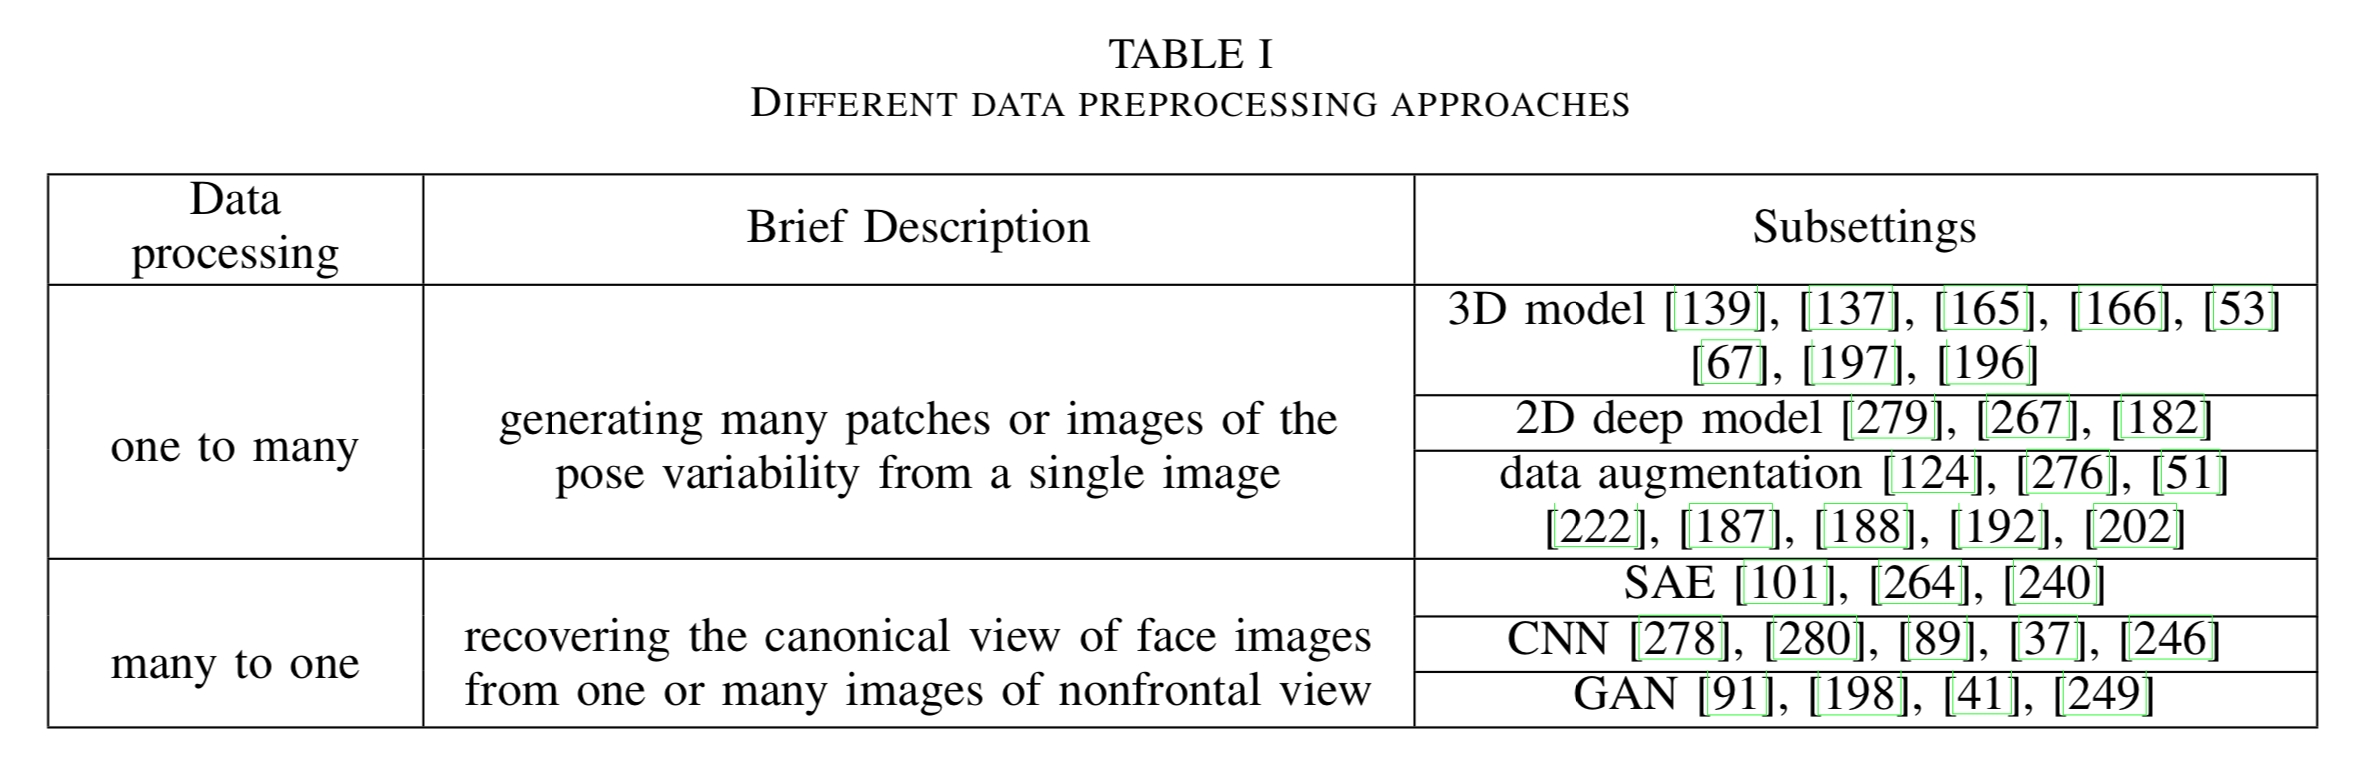 TABLE I
DIFFERENT DATA PREPROCESSING APPROACHES
Data
processing
Brief Description
Subsettings
one to many
generating many patches or images of the
pose variability from a single image
3D model [139], [137], [165], [166], [53]
[67], [197], [196]
2D deep model [279], [267], [182]
data augmentation [124], [276], [51]
[222], [187], [188], [192], [202]
many to one
recovering the canonical view of face images
from one or many images of nonfrontal view
SAE [101], [264], [240]
CNN [278], [280], [89], [37], [246]
GAN [91], [198], [41], [249]